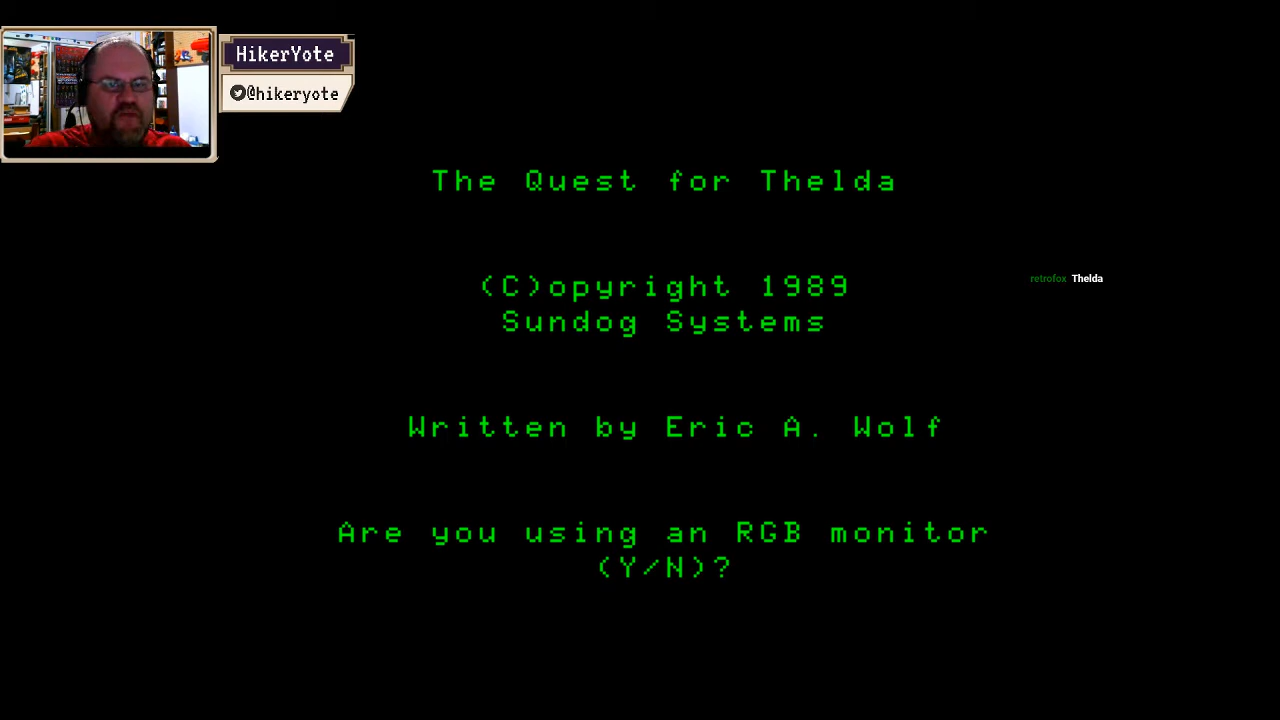 HikerYote
@hikeryote
The Quest for Thelda
(C)opyright 1989
retrofox Thelda
Sundog Systems
Written by Eric A. Wolf
Are you using an RGB monitor
(Y/N)?